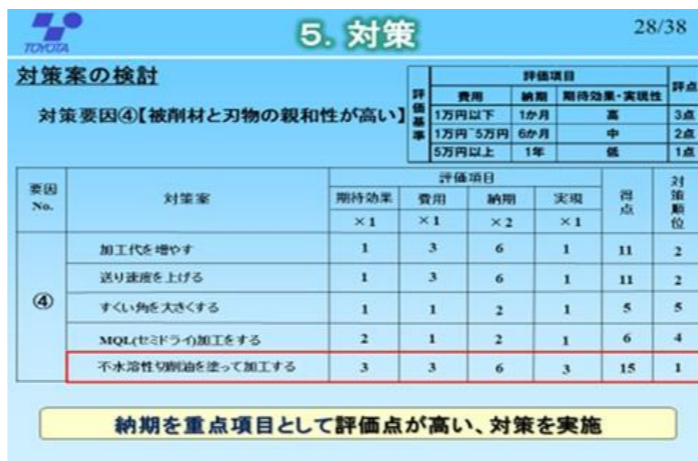 TOYOTA
5. 対策
28/38
対策案の検討
対策要因④【被削材と刃物の親和性が高い】
評価基準
評価項目
評点
費用 納期 期待効果・実現性
1万円以下 1か月 高 3点
1万円~5万円 6か月 中 2点
5万円以上 1年 低 1点
要因No. 対策案 評価項目 得点 対策順位
期待効果 費用 納期 実現
×1 ×1 ×2 ×1
④
加工代を増やす 1 3 6 1 11 2
送り速度を上げる 1 3 6 1 11 2
すくい角を大きくする 1 1 2 1 5 5
MQL(セミドライ)加工をする 2 1 2 1 6 4
不水溶性切削油を塗って加工する 3 3 6 3 15 1
納期を重点項目として評価点が高い、対策を実施